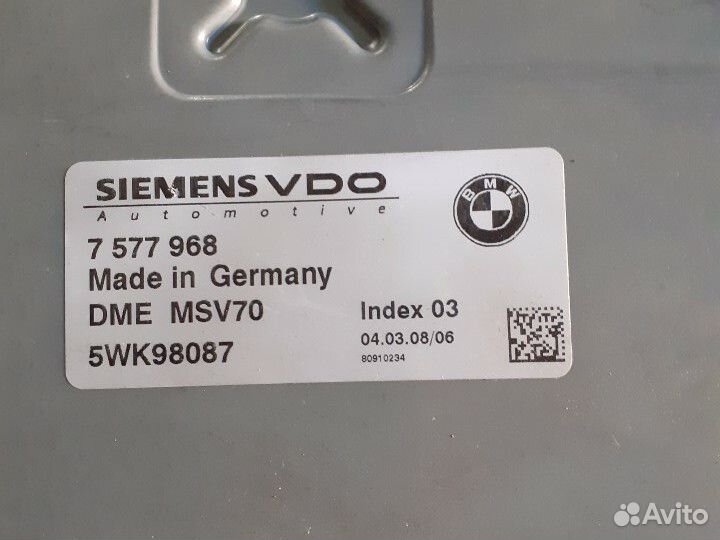 SIEMENS VDO
Automotive
BMW
7 577 968
Made in Germany
DME MSV70
Index 03
5WK98087
04.03.08/06
80910234
Avito